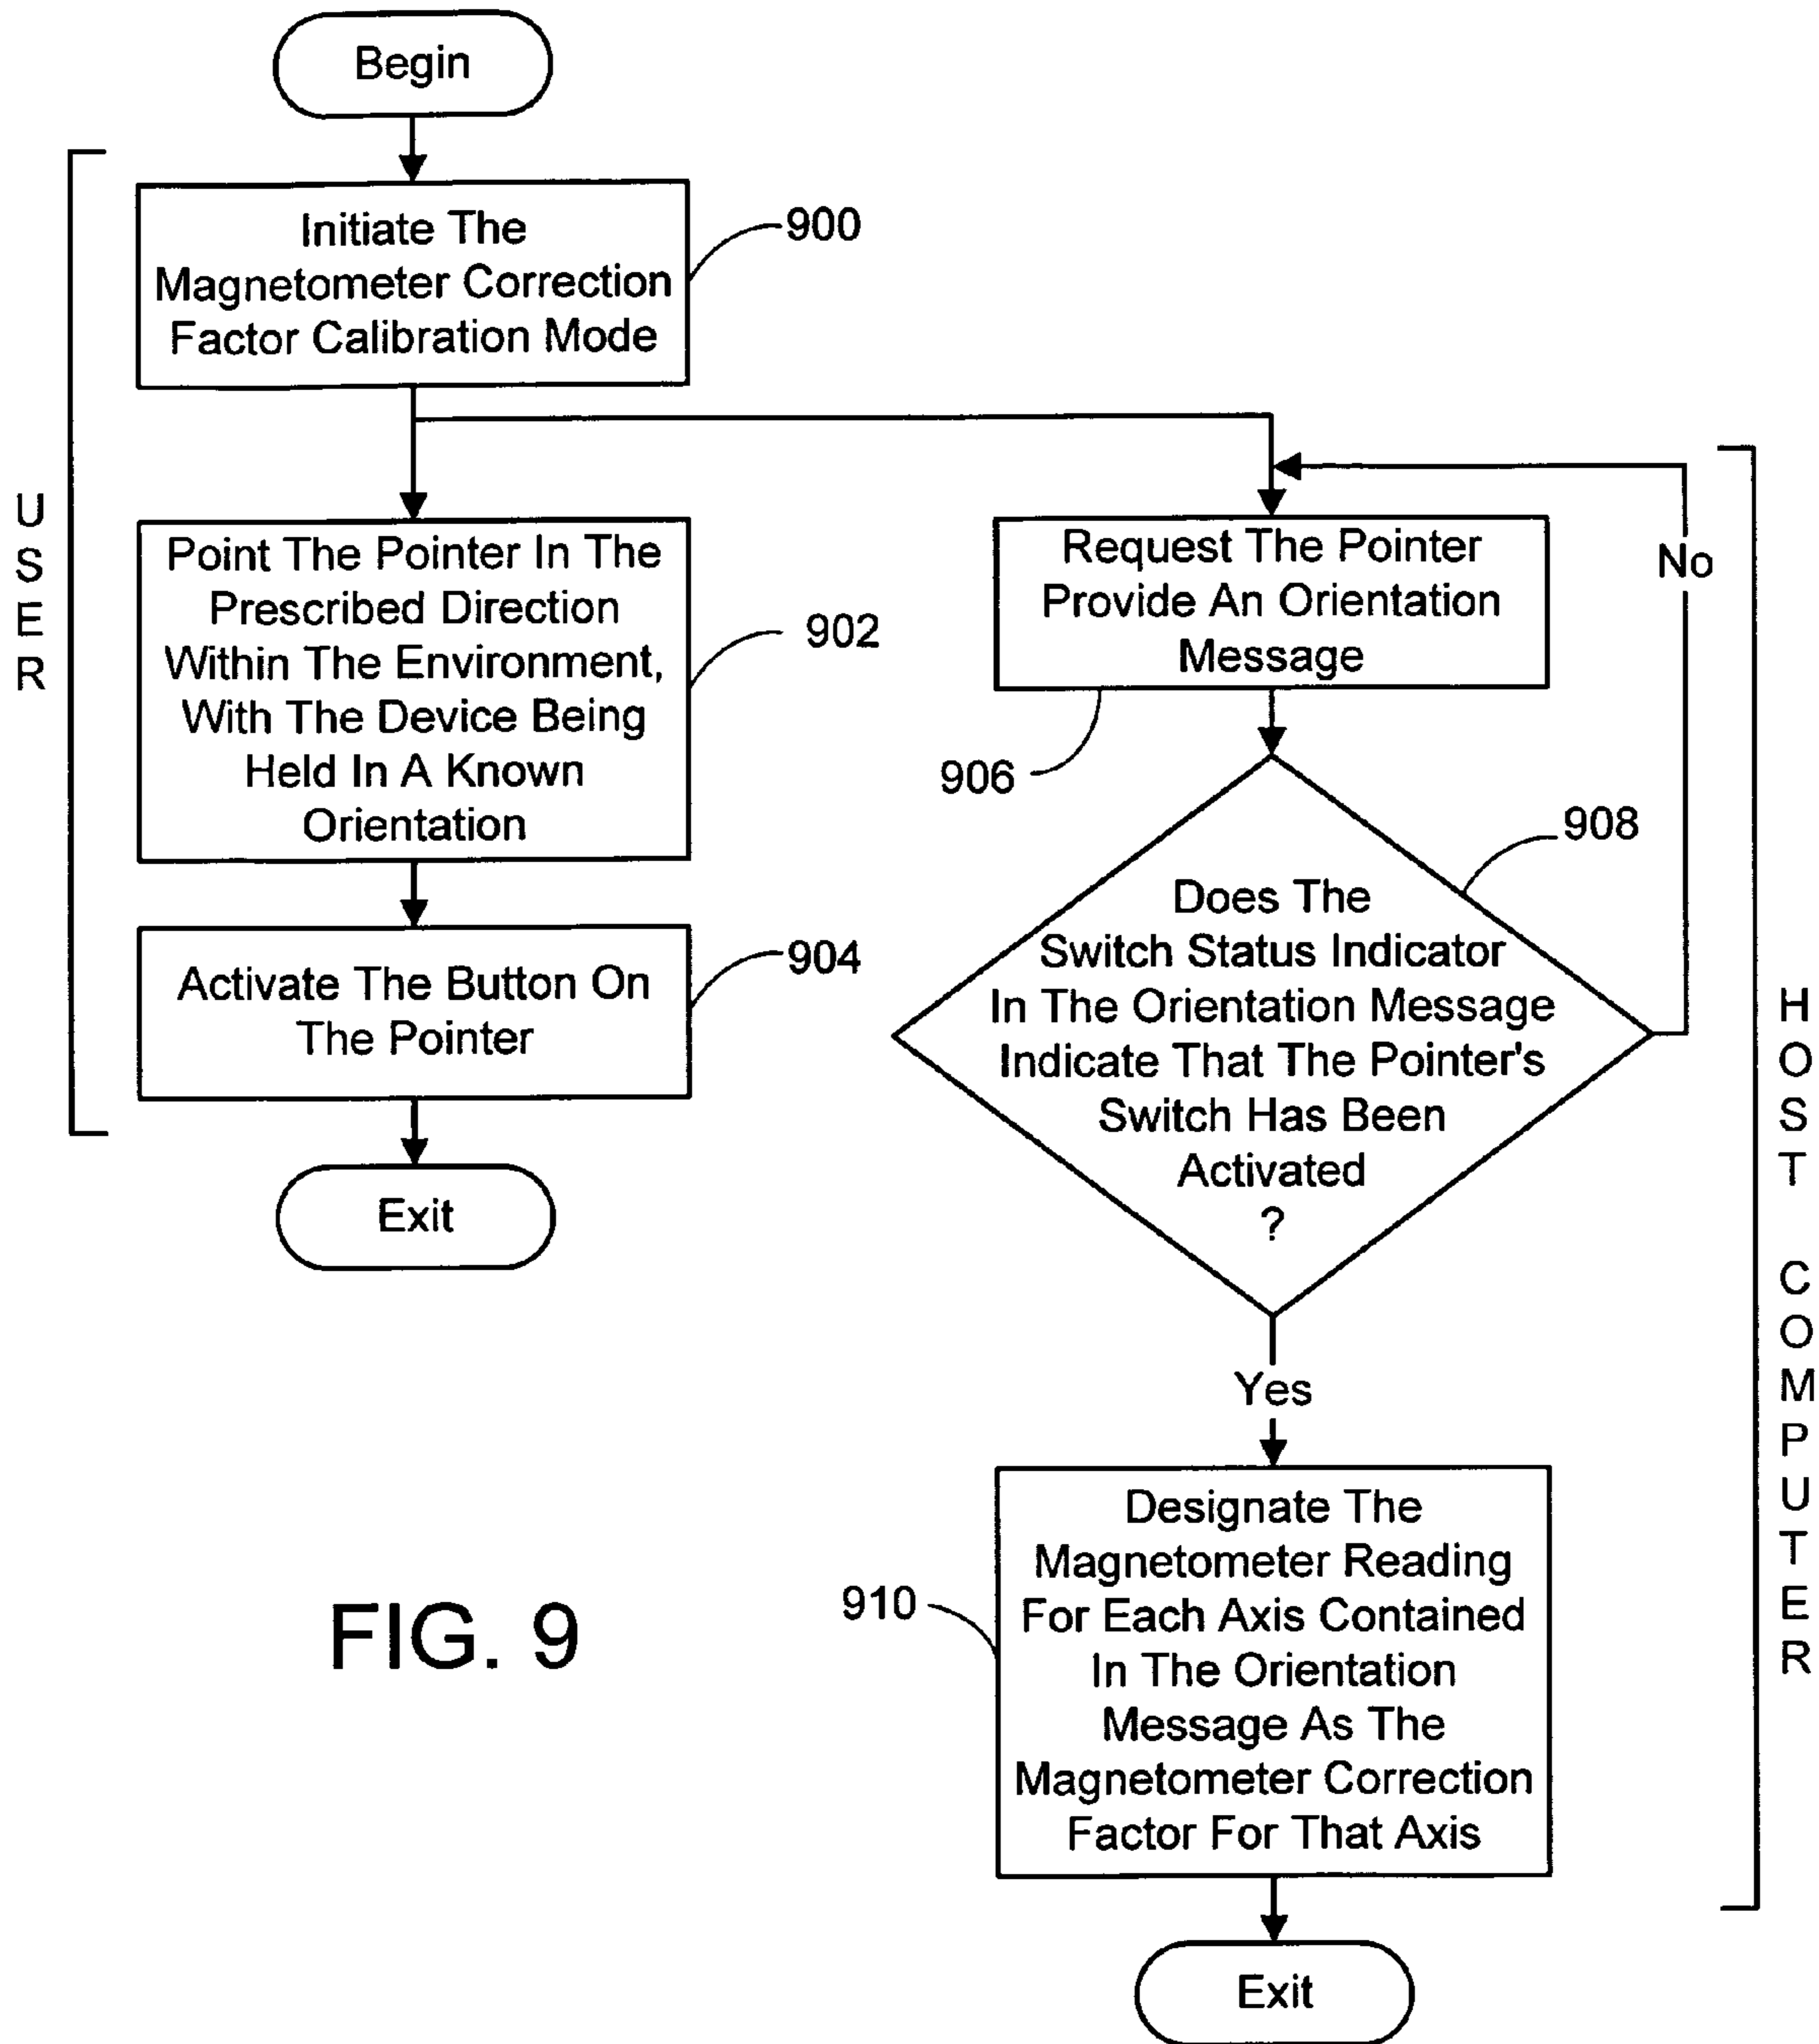 Begin
Initiate The
Magnetometer Correction
Factor Calibration Mode
900
U
S
E
R
Point The Pointer In The
Prescribed Direction
Within The Environment,
With The Device Being
Held In A Known
Orientation
902
Activate The Button On
The Pointer
904
Exit
Request The Pointer
Provide An Orientation
Message
906
No
Does The
Switch Status Indicator
In The Orientation Message
Indicate That The Pointer's
Switch Has Been
Activated
?
908
Yes
Designate The
Magnetometer Reading
For Each Axis Contained
In The Orientation
Message As The
Magnetometer Correction
Factor For That Axis
910
Exit
H
O
S
T
C
O
M
P
U
T
E
R
FIG. 9